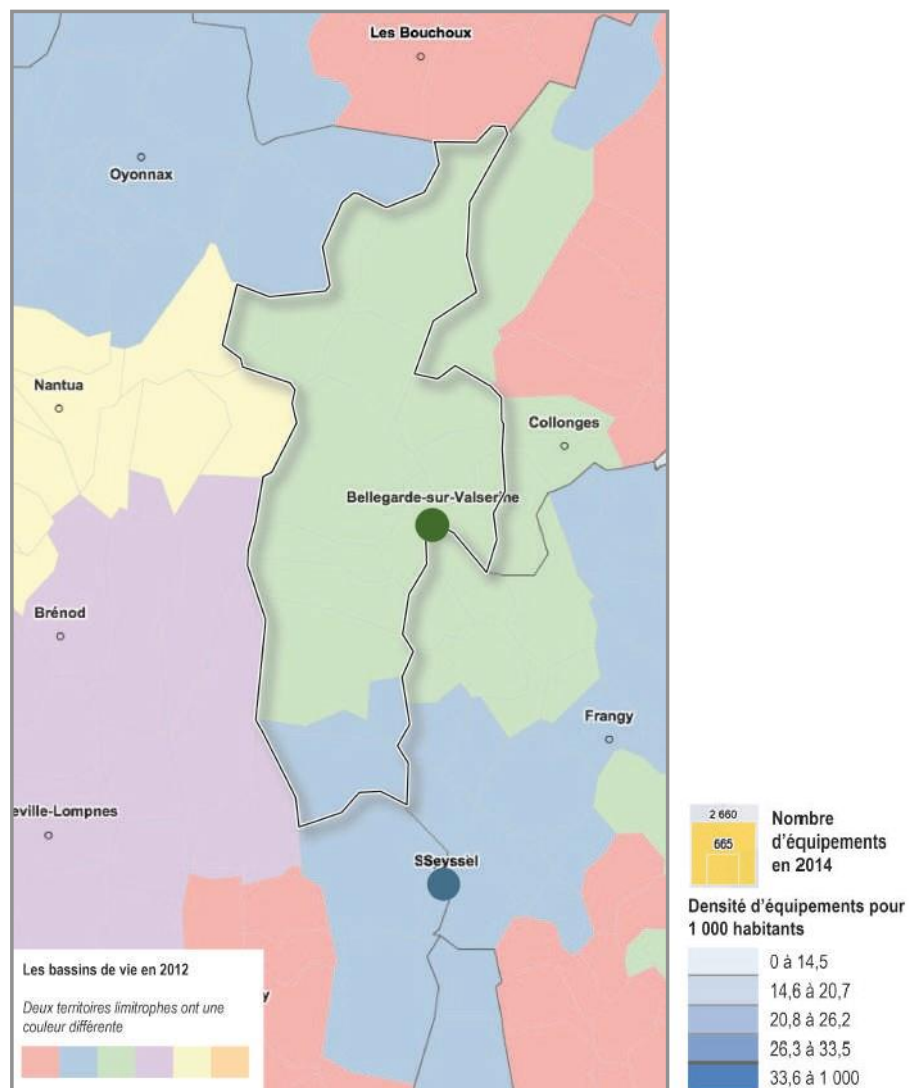 Les Bouchoux
Oyonnax
Nantua
Collonges
Bellegarde-sur-Valserine
Brénod
Frangy
eville-Lompnes
SSeyssel
y
Les bassins de vie en 2012
Deux territoires limitrophes ont une
couleur différente
2 660
665
Nombre
d'équipements
en 2014
Densité d'équipements pour
1 000 habitants
0 à 14,5
14,6 à 20,7
20,8 à 26,2
26,3 à 33,5
33,6 à 1 000